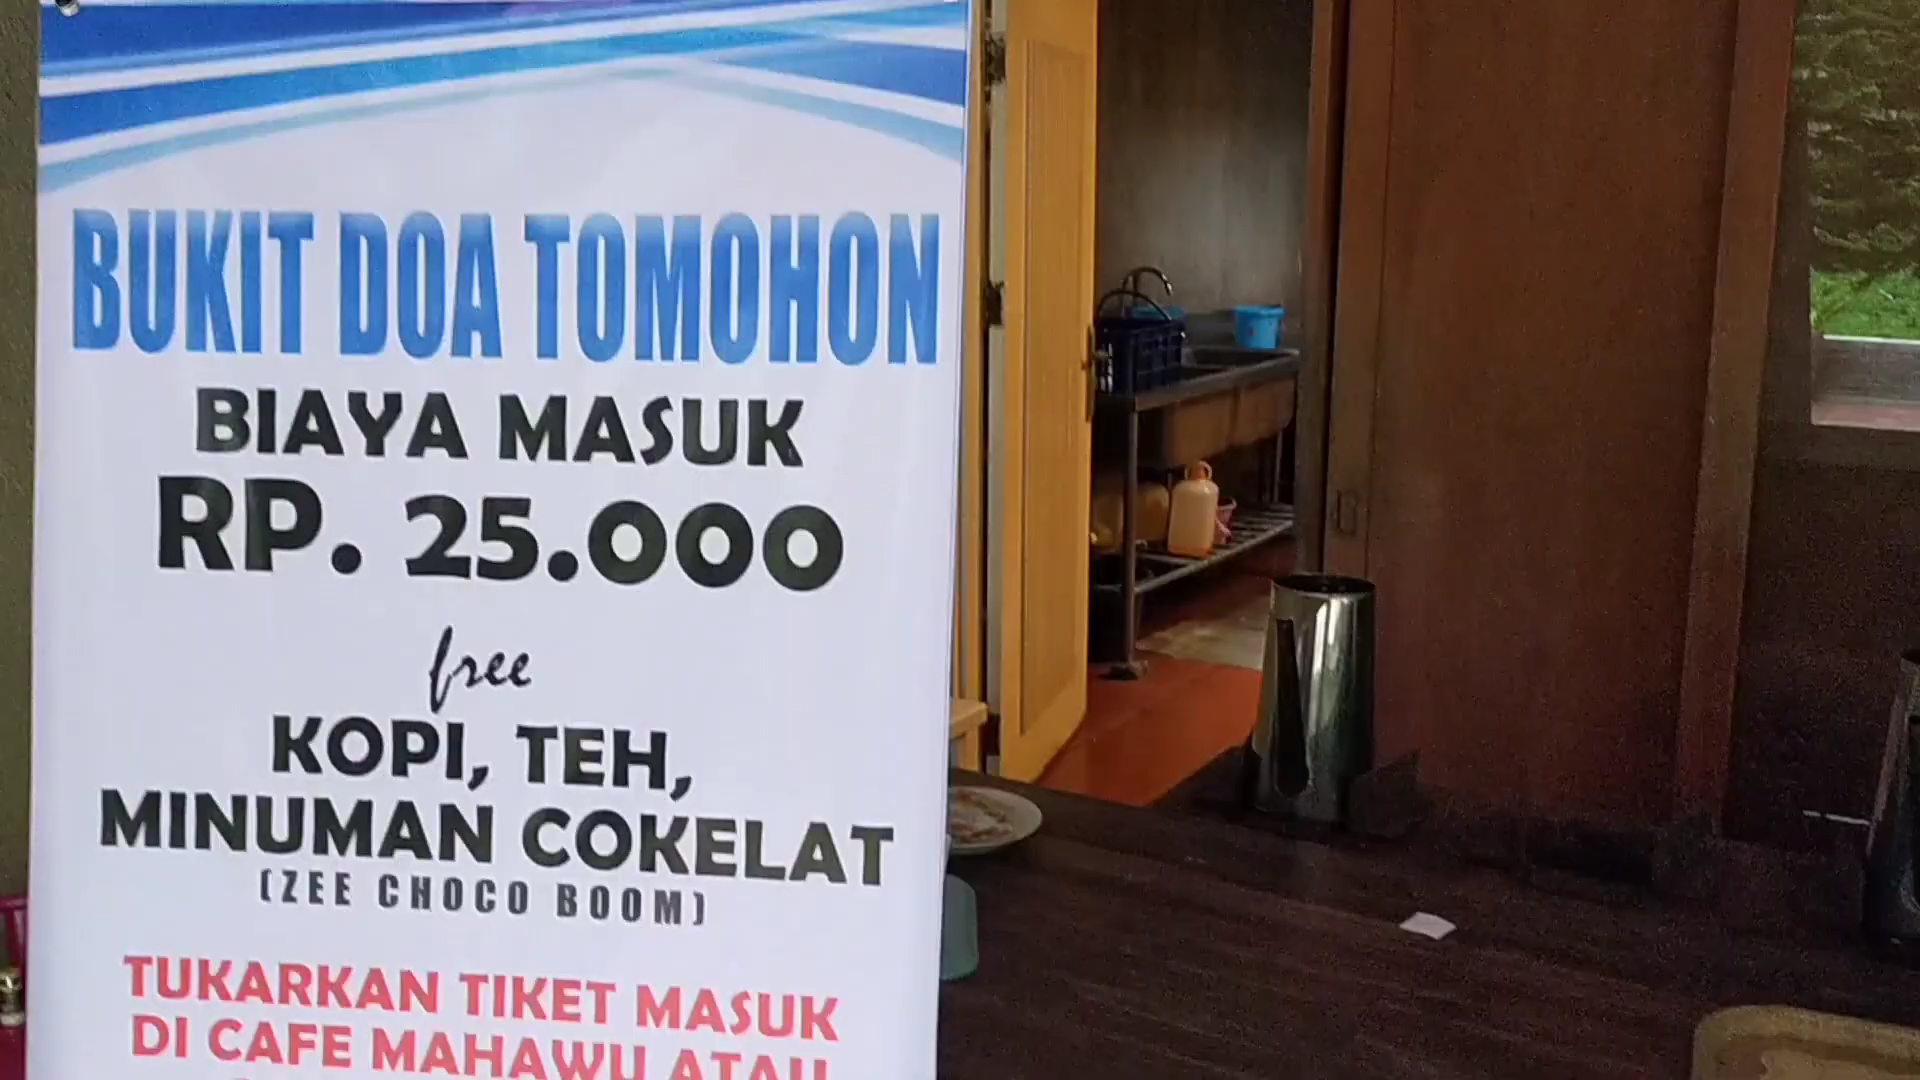 BUKIT DOA TOMOHON
BIAYA MASUK
RP. 25.000
free
KOPI, TEH,
MINUMAN COKELAT
(ZEE CHOCO BOOM)
TUKARKAN TIKET MASUK
DI CAFE MAHAWU ATAU